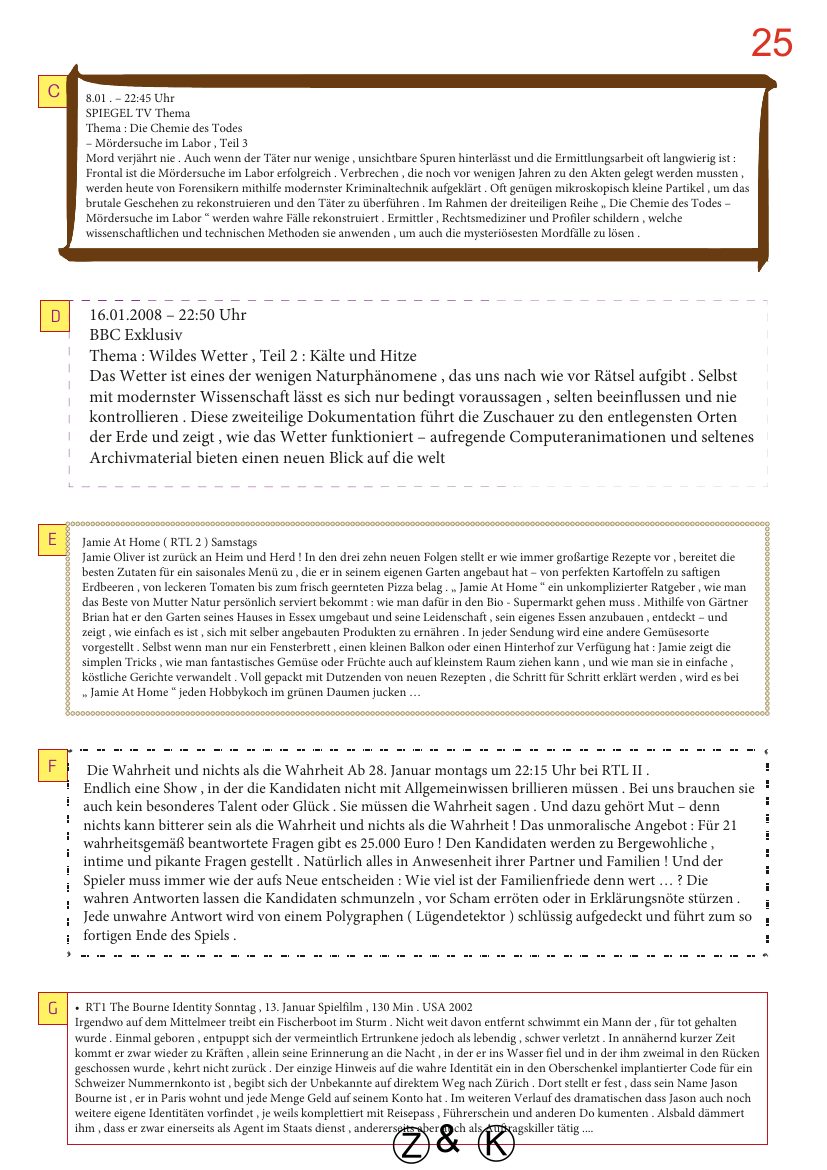 25
C
8.01 . – 22:45 Uhr
SPIEGEL TV Thema
Thema : Die Chemie des Todes
– Mördersuche im Labor , Teil 3
Mord verjährt nie . Auch wenn der Täter nur wenige , unsichtbare Spuren hinterlässt und die Ermittlungsarbeit oft langwierig ist :
Frontal ist die Mördersuche im Labor erfolgreich . Verbrechen , die noch vor wenigen Jahren zu den Akten gelegt werden mussten ,
werden heute von Forensikern mithilfe modernster Kriminaltechnik aufgeklärt . Oft genügen mikroskopisch kleine Partikel , um das
brutale Geschehen zu rekonstruieren und den Täter zu überführen . Im Rahmen der dreiteiligen Reihe „ Die Chemie des Todes –
Mördersuche im Labor “ werden wahre Fälle rekonstruiert . Ermittler , Rechtsmediziner und Profiler schildern , welche
wissenschaftlichen und technischen Methoden sie anwenden , um auch die mysteriösesten Mordfälle zu lösen .
D
16.01.2008 – 22:50 Uhr
BBC Exklusiv
Thema : Wildes Wetter , Teil 2 : Kälte und Hitze
Das Wetter ist eines der wenigen Naturphänomene , das uns nach wie vor Rätsel aufgibt . Selbst
mit modernster Wissenschaft lässt es sich nur bedingt voraussagen , selten beeinflussen und nie
kontrollieren . Diese zweiteilige Dokumentation führt die Zuschauer zu den entlegensten Orten
der Erde und zeigt , wie das Wetter funktioniert – aufregende Computeranimationen und seltenes
Archivmaterial bieten einen neuen Blick auf die welt
E
Jamie At Home ( RTL 2 ) Samstags
Jamie Oliver ist zurück an Heim und Herd ! In den drei zehn neuen Folgen stellt er wie immer großartige Rezepte vor , bereitet die
besten Zutaten für ein saisonales Menü zu , die er in seinem eigenen Garten angebaut hat – von perfekten Kartoffeln zu saftigen
Erdbeeren , von leckeren Tomaten bis zum frisch geernteten Pizza belag . „ Jamie At Home “ ein unkomplizierter Ratgeber , wie man
das Beste von Mutter Natur persönlich serviert bekommt : wie man dafür in den Bio - Supermarkt gehen muss . Mithilfe von Gärtner
Brian hat er den Garten seines Hauses in Essex umgebaut und seine Leidenschaft , sein eigenes Essen anzubauen , entdeckt – und
zeigt , wie einfach es ist , sich mit selber angebauten Produkten zu ernähren . In jeder Sendung wird eine andere Gemüsesorte
vorgestellt . Selbst wenn man nur ein Fensterbrett , einen kleinen Balkon oder einen Hinterhof zur Verfügung hat : Jamie zeigt die
simplen Tricks , wie man fantastisches Gemüse oder Früchte auch auf kleinstem Raum ziehen kann , und wie man sie in einfache ,
köstliche Gerichte verwandelt . Voll gepackt mit Dutzenden von neuen Rezepten , die Schritt für Schritt erklärt werden , wird es bei
„ Jamie At Home “ jeden Hobbykoch im grünen Daumen jucken …
F
Die Wahrheit und nichts als die Wahrheit Ab 28. Januar montags um 22:15 Uhr bei RTL II .
Endlich eine Show , in der die Kandidaten nicht mit Allgemeinwissen brillieren müssen . Bei uns brauchen sie
auch kein besonderes Talent oder Glück . Sie müssen die Wahrheit sagen . Und dazu gehört Mut – denn
nichts kann bitterer sein als die Wahrheit und nichts als die Wahrheit ! Das unmoralische Angebot : Für 21
wahrheitsgemäß beantwortete Fragen gibt es 25.000 Euro ! Den Kandidaten werden zu Bergewohliche ,
intime und pikante Fragen gestellt . Natürlich alles in Anwesenheit ihrer Partner und Familien ! Und der
Spieler muss immer wie der aufs Neue entscheiden : Wie viel ist der Familienfriede denn wert … ? Die
wahren Antworten lassen die Kandidaten schmunzeln , vor Scham erröten oder in Erklärungsnöte stürzen .
Jede unwahre Antwort wird von einem Polygraphen ( Lügendetektor ) schlüssig aufgedeckt und führt zum so
fortigen Ende des Spiels .
G
• RT1 The Bourne Identity Sonntag , 13. Januar Spielfilm , 130 Min . USA 2002
Irgendwo auf dem Mittelmeer treibt ein Fischerboot im Sturm . Nicht weit davon entfernt schwimmt ein Mann der , für tot gehalten
wurde . Einmal geboren , entpuppt sich der vermeintlich Ertrunkene jedoch als lebendig , schwer verletzt . In annähernd kurzer Zeit
kommt er zwar wieder zu Kräften , allein seine Erinnerung an die Nacht , in der er ins Wasser fiel und in der ihm zweimal in den Rücken
geschossen wurde , kehrt nicht zurück . Der einzige Hinweis auf die wahre Identität ein in den Oberschenkel implantierter Code für ein
Schweizer Nummernkonto ist , begibt sich der Unbekannte auf direktem Weg nach Zürich . Dort stellt er fest , dass sein Name Jason
Bourne ist , er in Paris wohnt und jede Menge Geld auf seinem Konto hat . Im weiteren Verlauf des dramatischen dass Jason auch noch
weitere eigene Identitäten vorfindet , je weils komplettiert mit Reisepass , Führerschein und anderen Do kumenten . Alsbald dämmert
ihm , dass er zwar einerseits als Agent im Staats dienst , andererseits aber auch als Auftragskiller tätig ....
Z & K